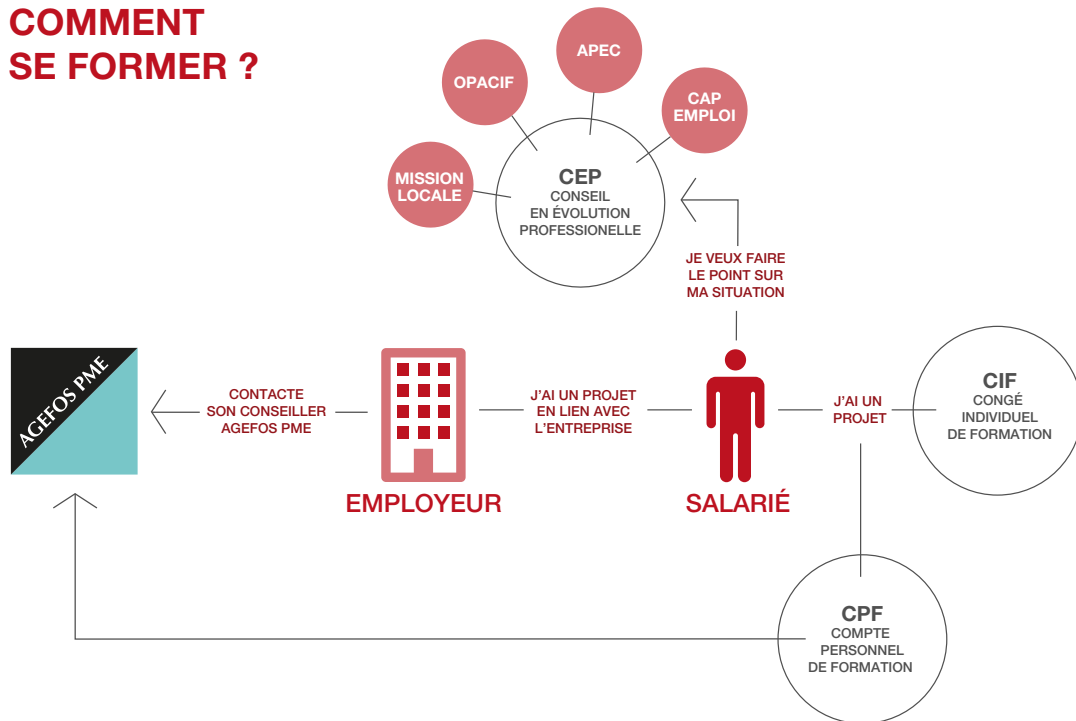 COMMENT
SE FORMER ?
APEC
OPACIF
CAP
EMPLOI
MISSION
LOCALE
CEP
CONSEIL
EN ÉVOLUTION
PROFESSIONELLE
JE VEUX FAIRE
LE POINT SUR
MA SITUATION
AGEFOS PME
CONTACTE
SON CONSEILLER
AGEFOS PME
EMPLOYEUR
J'AI UN PROJET
EN LIEN AVEC
L'ENTREPRISE
SALARIÉ
J'AI UN
PROJET
CIF
CONGÉ
INDIVIDUEL
DE FORMATION
CPF
COMPTE
PERSONNEL
DE FORMATION